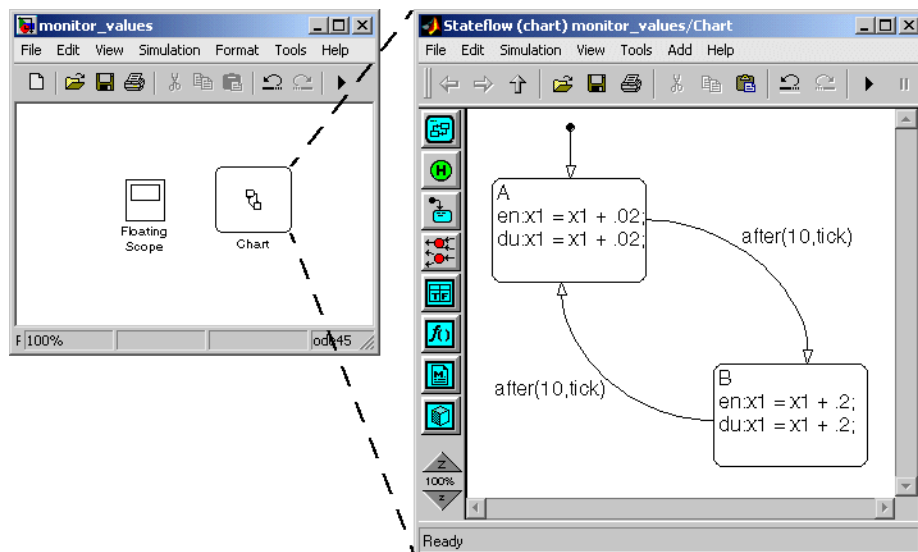 monitor_values
File Edit View Simulation Format Tools Help
Floating
Scope
Chart
F 100%
ode45
Stateflow (chart) monitor_values/Chart
File Edit Simulation View Tools Add Help
H
A
en:x1 = x1 + .02;
du:x1 = x1 + .02;
after(10,tick)
T F
f()
M
after(10,tick)
B
en:x1 = x1 + .2;
du:x1 = x1 + .2;
Z
100%
z
Ready